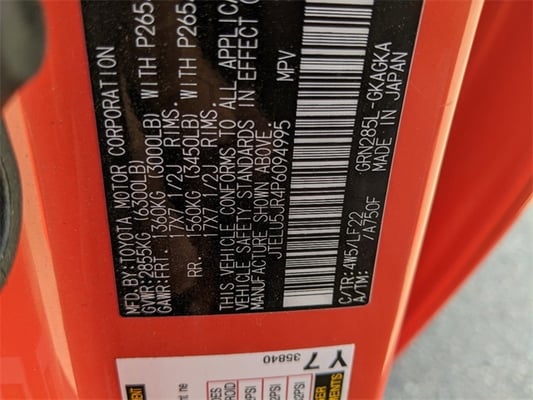 MFD.BY:TOYOTA MOTOR CORPORATION
GVWR:2855KG (6300LB)
GAWR:FRT. 1360KG (3000LB) WITH P265
17X7 1/2J RIMS.
RR. 1560KG (3450LB) WITH P265
17X7 1/2J RIMS.
THIS VEHICLE CONFORMS TO ALL APPLICA
VEHICLE SAFETY STANDARDS IN EFFECT
MANUFACTURE SHOWN ABOVE.
JTELU5JR4P6094995 MPV
C/TR:4W5/LF22 GRN285L-GKAGKA
A/TM: /A750F MADE IN JAPAN
Y7
35840